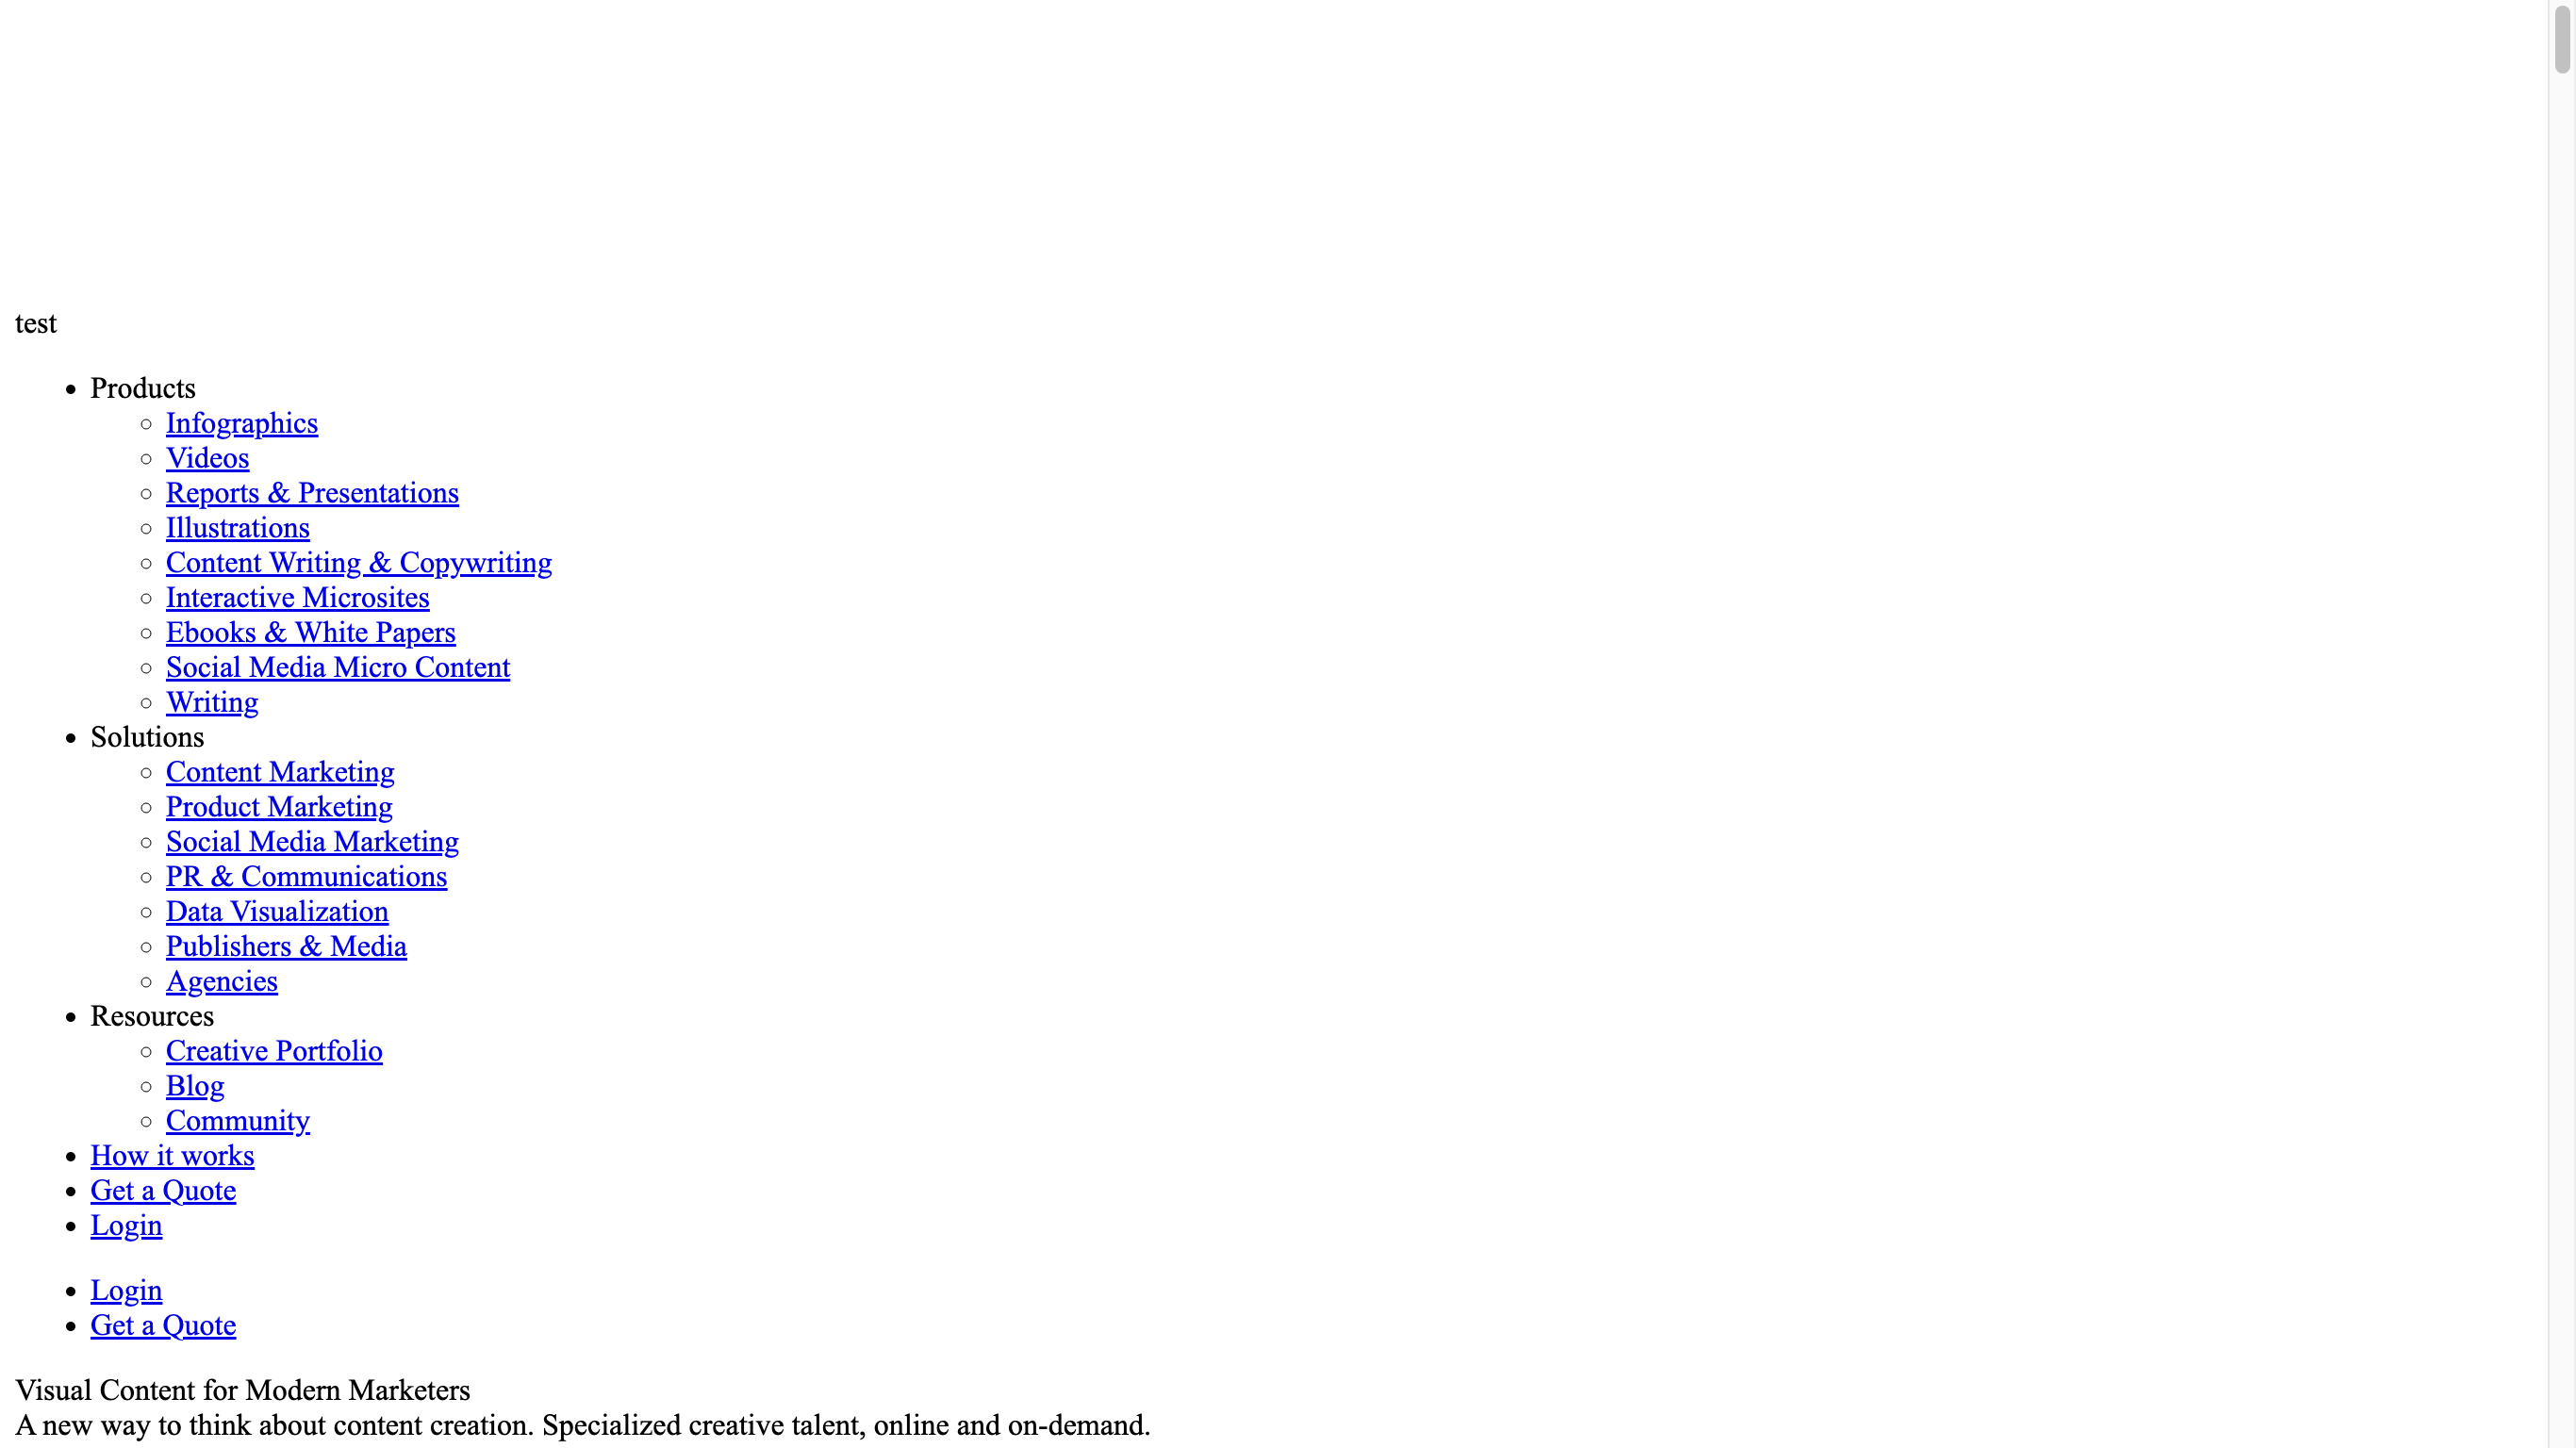 test
Products
Infographics
Videos
Reports & Presentations
Illustrations
Content Writing & Copywriting
Interactive Microsites
Ebooks & White Papers
Social Media Micro Content
Writing
Solutions
Content Marketing
Product Marketing
Social Media Marketing
PR & Communications
Data Visualization
Publishers & Media
Agencies
Resources
Creative Portfolio
Blog
Community
How it works
Get a Quote
Login
Login
Get a Quote
Visual Content for Modern Marketers
A new way to think about content creation. Specialized creative talent, online and on-demand.